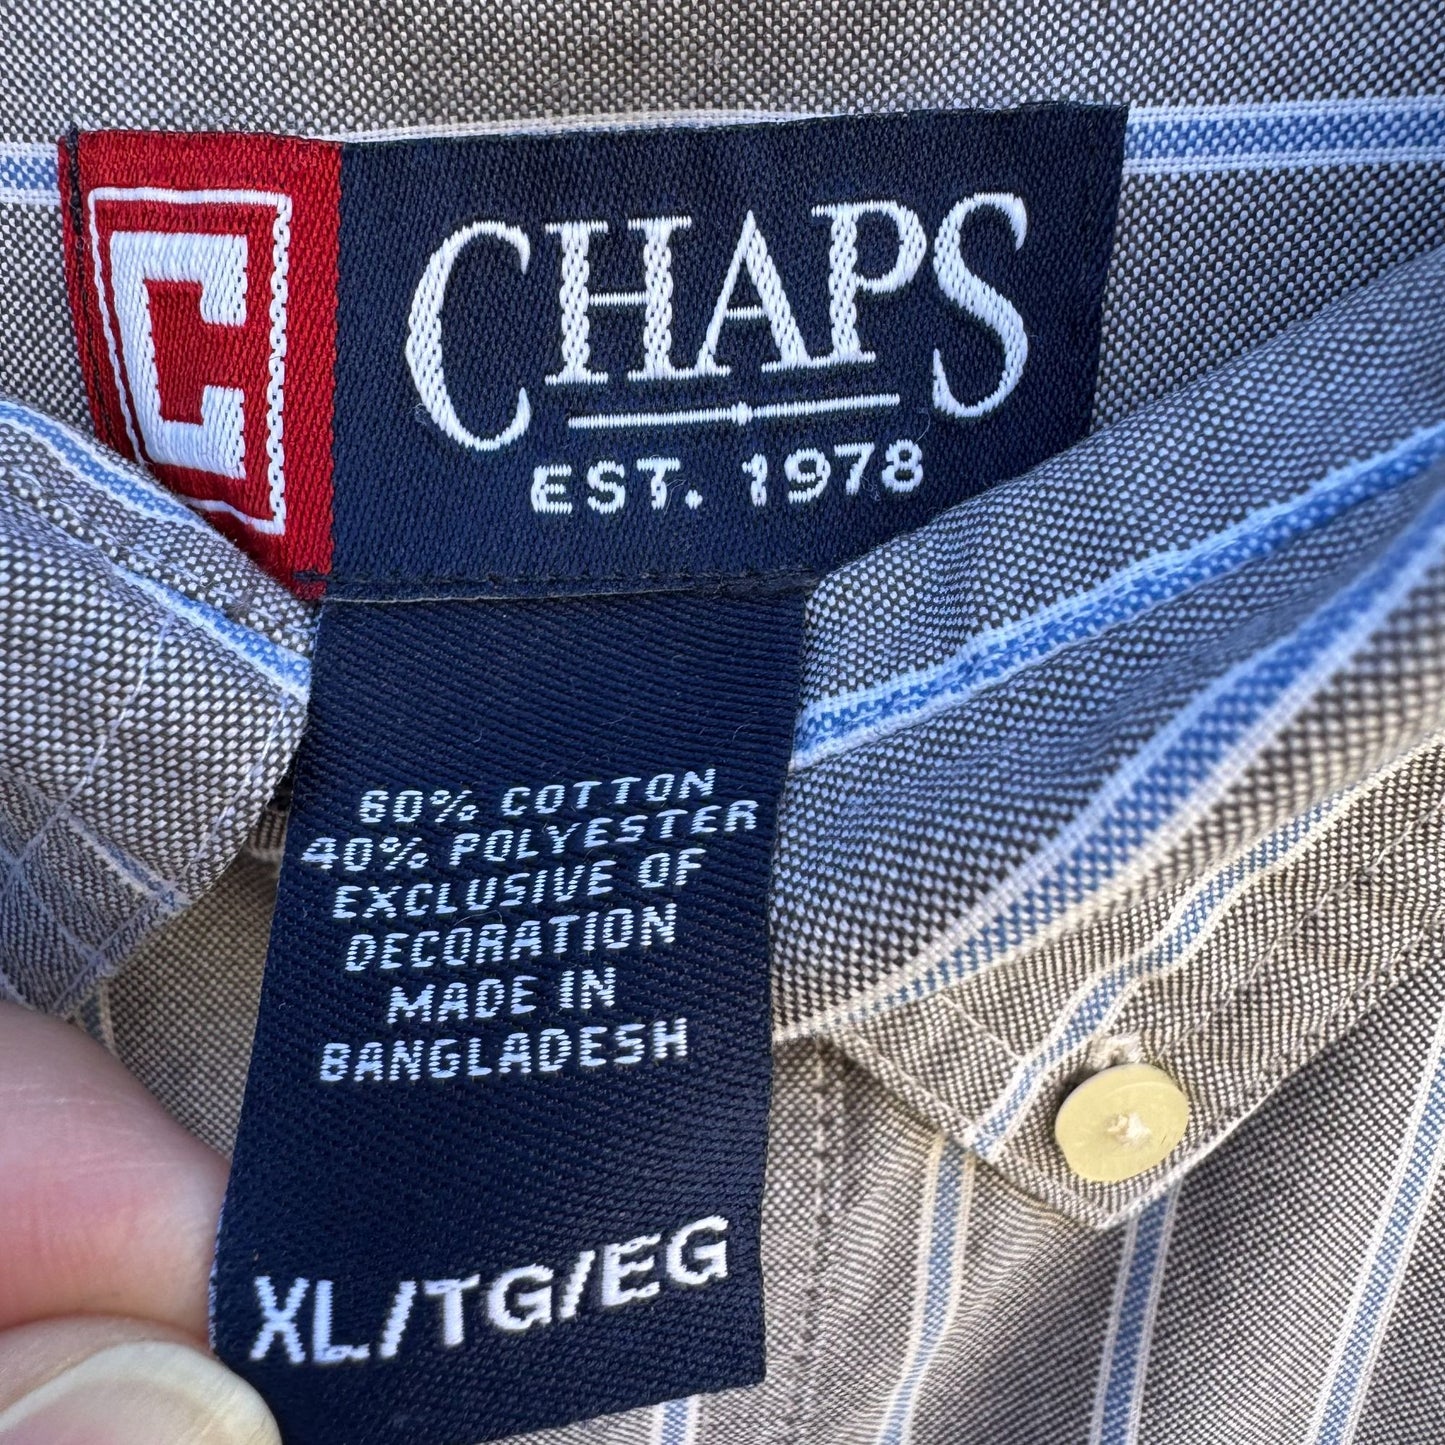 C
CHAPS
EST. 1978
60% COTTON
40% POLYESTER
EXCLUSIVE OF
DECORATION
MADE IN
BANGLADESH
XL/TG/EG